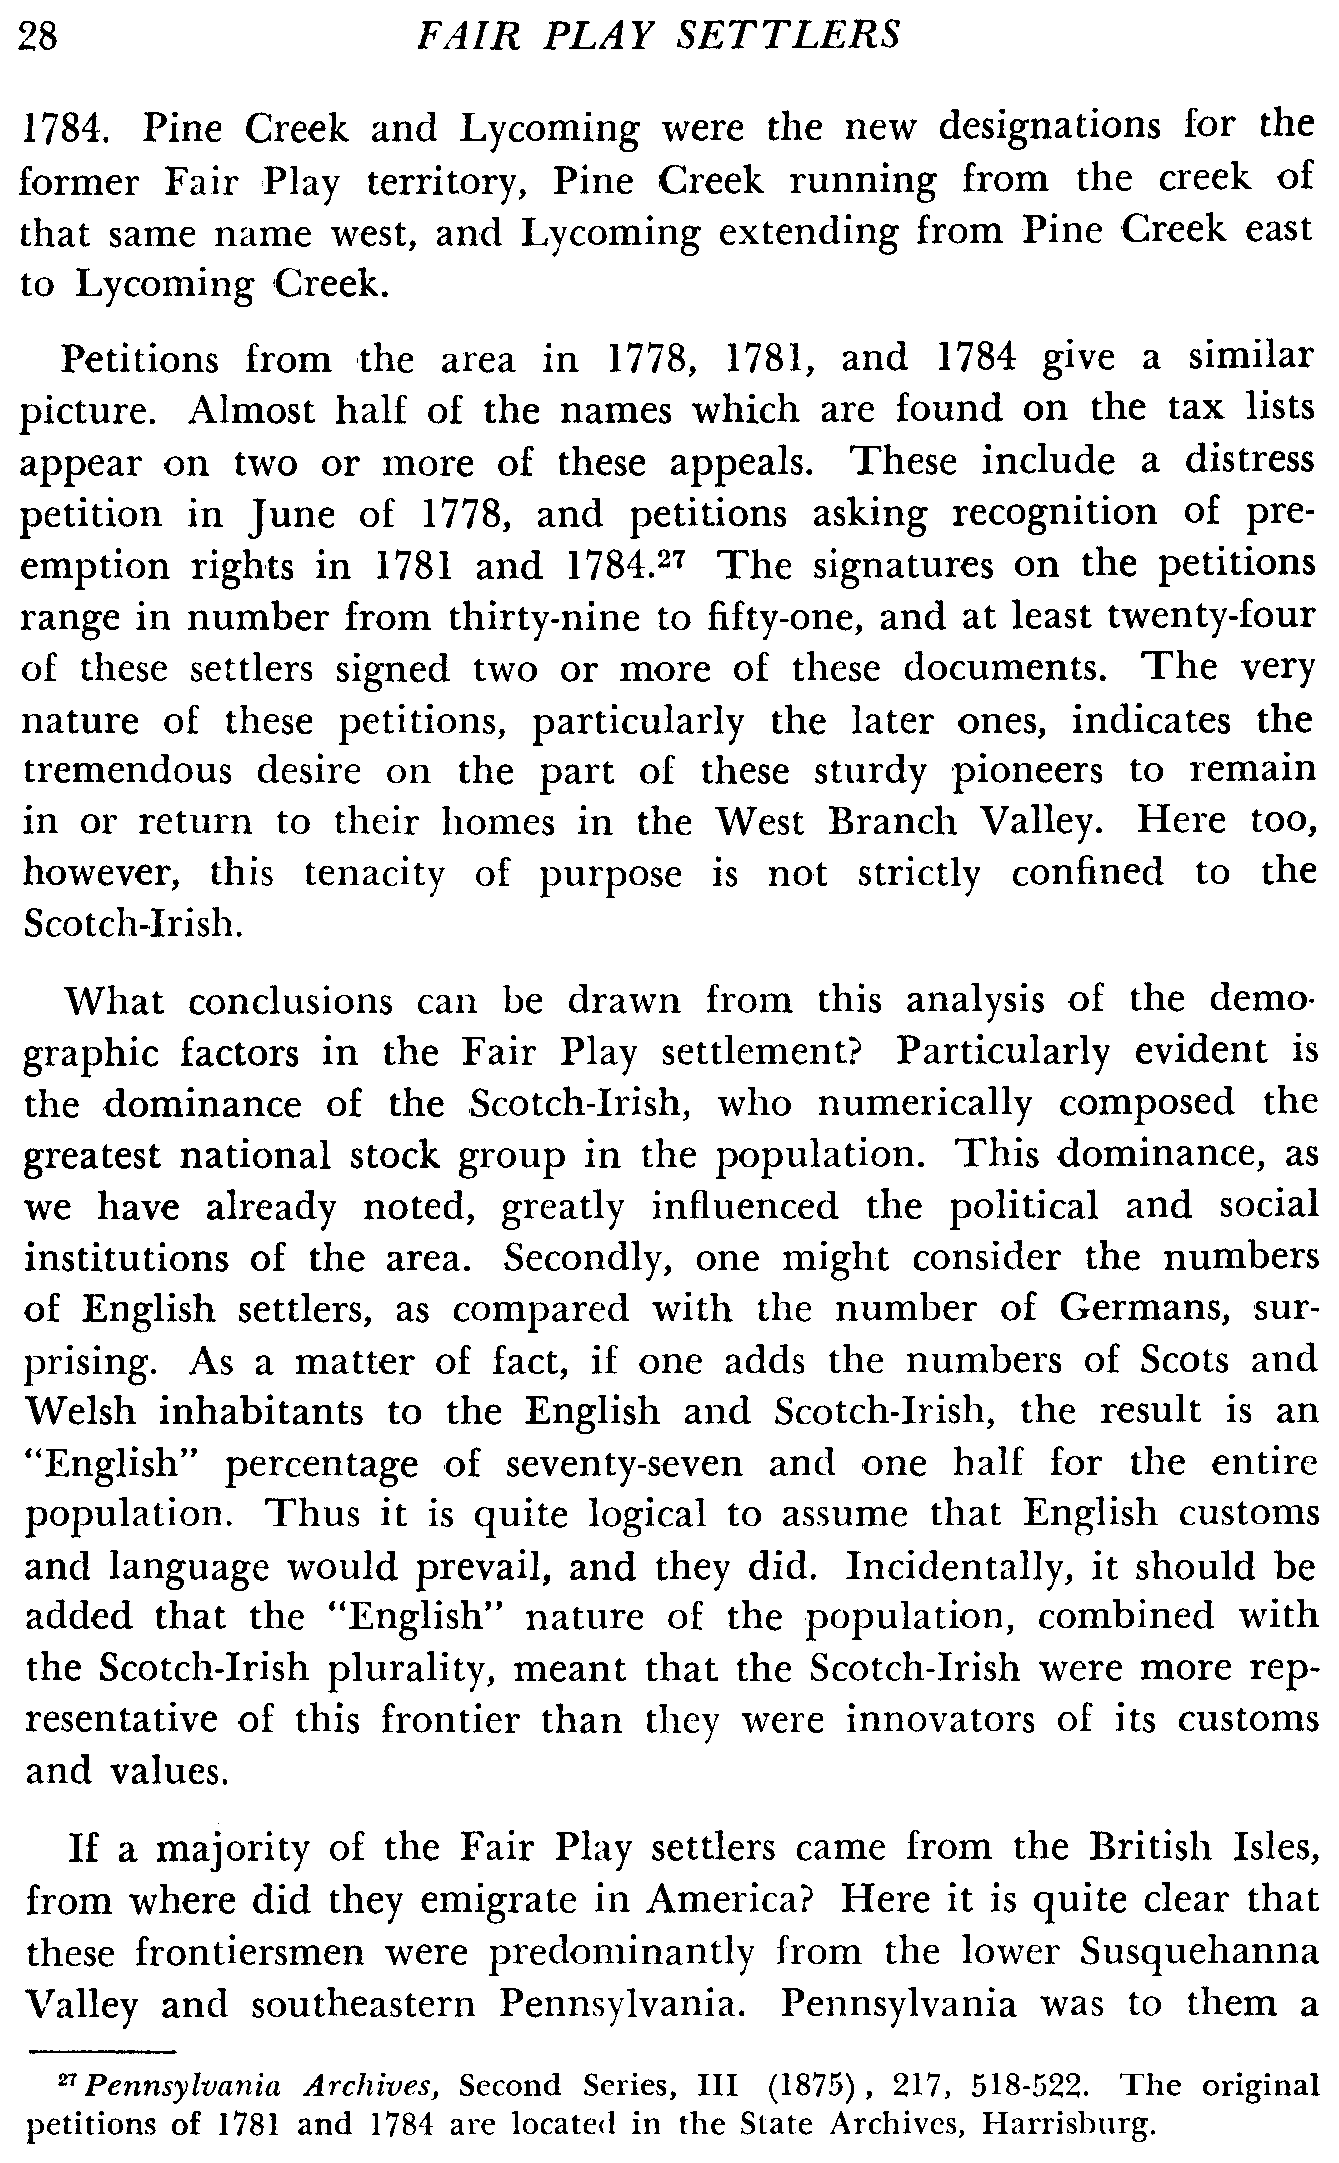 28 FAIR PLAY SETTLERS
1784. Pine Creek and Lycoming were the new designations for the
former Fair Play territory, Pine Creek running from the creek of
that same name west, and Lycoming extending from Pine Creek east
to Lycoming Creek.
Petitions from the area in 1778, 1781, and 1784 give a similar
picture. Almost half of the names which are found on the tax lists
appear on two or more of these appeals. These include a distress
petition in June of 1778, and petitions asking recognition of pre-
emption rights in 1781 and 1784.²⁷ The signatures on the petitions
range in number from thirty-nine to fifty-one, and at least twenty-four
of these settlers signed two or more of these documents. The very
nature of these petitions, particularly the later ones, indicates the
tremendous desire on the part of these sturdy pioneers to remain
in or return to their homes in the West Branch Valley. Here too,
however, this tenacity of purpose is not strictly confined to the
Scotch-Irish.
What conclusions can be drawn from this analysis of the demo-
graphic factors in the Fair Play settlement? Particularly evident is
the dominance of the Scotch-Irish, who numerically composed the
greatest national stock group in the population. This dominance, as
we have already noted, greatly influenced the political and social
institutions of the area. Secondly, one might consider the numbers
of English settlers, as compared with the number of Germans, sur-
prising. As a matter of fact, if one adds the numbers of Scots and
Welsh inhabitants to the English and Scotch-Irish, the result is an
“English” percentage of seventy-seven and one half for the entire
population. Thus it is quite logical to assume that English customs
and language would prevail, and they did. Incidentally, it should be
added that the “English” nature of the population, combined with
the Scotch-Irish plurality, meant that the Scotch-Irish were more rep-
resentative of this frontier than they were innovators of its customs
and values.
If a majority of the Fair Play settlers came from the British Isles,
from where did they emigrate in America? Here it is quite clear that
these frontiersmen were predominantly from the lower Susquehanna
Valley and southeastern Pennsylvania. Pennsylvania was to them a
²⁷ Pennsylvania Archives, Second Series, III (1875), 217, 518-522. The original
petitions of 1781 and 1784 are located in the State Archives, Harrisburg.